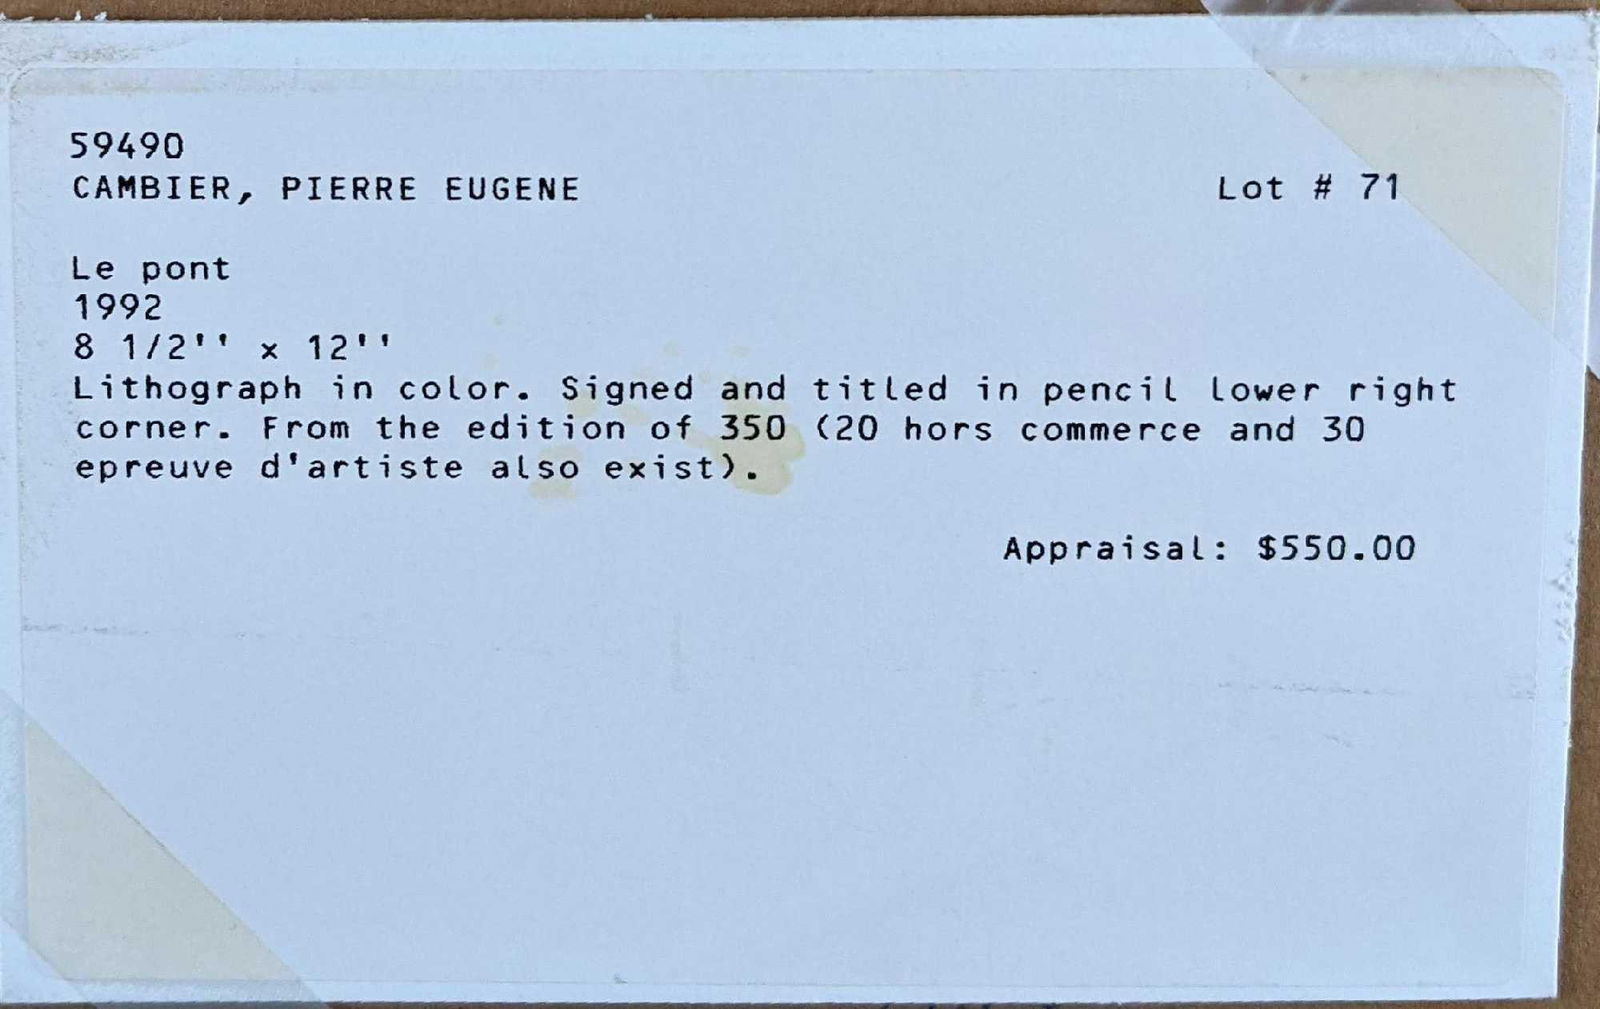 59490
CAMBIER, PIERRE EUGENE Lot # 71
Le pont
1992
8 1/2'' x 12''
Lithograph in color. Signed and titled in pencil lower right
corner. From the edition of 350 (20 hors commerce and 30
epreuve d'artiste also exist).
Appraisal: $550.00